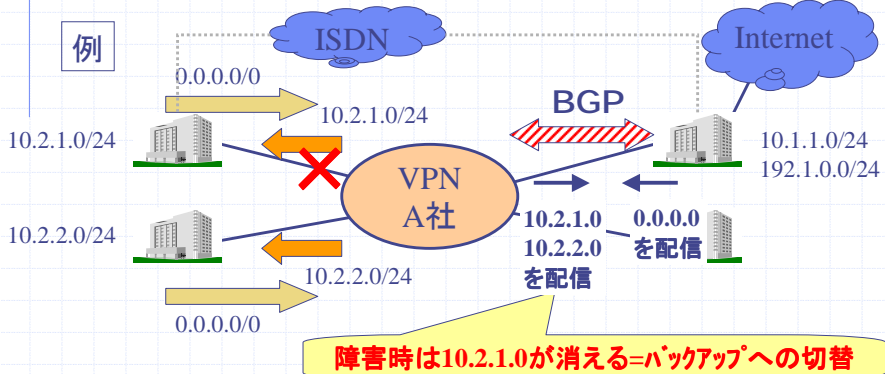 例
ISDN
Internet
0.0.0.0/0
10.2.1.0/24
BGP
10.2.1.0/24
10.1.1.0/24
192.1.0.0/24
VPN
A社
10.2.1.0
10.2.2.0
を配信
0.0.0.0
を配信
10.2.2.0/24
10.2.2.0/24
0.0.0.0/0
障害時は10.2.1.0が消える=ﾊﾞｯｸｱｯﾌﾟへの切替